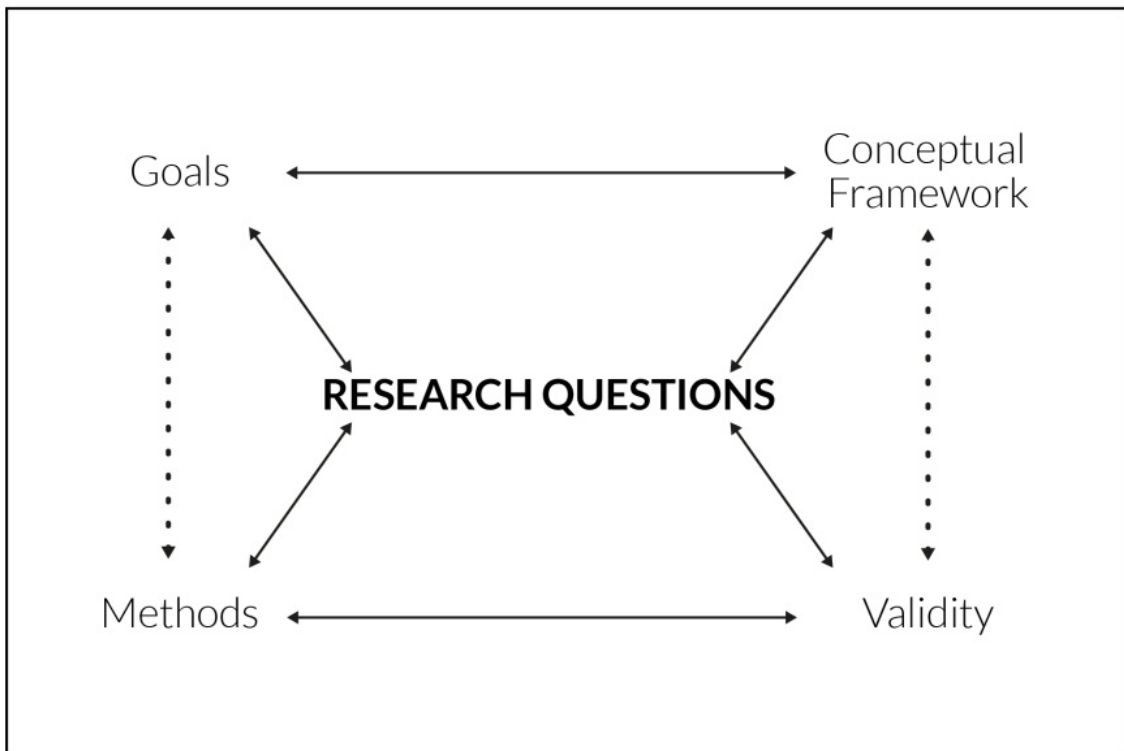 Goals
Conceptual
Framework
RESEARCH QUESTIONS
Methods
Validity